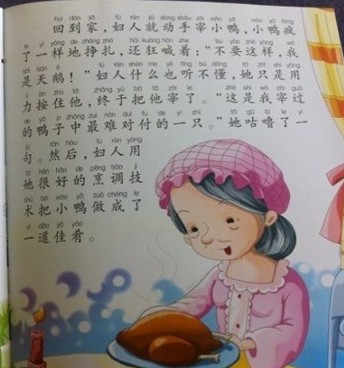 回到家，妇人就动手宰小鸭，小鸭疯
了一样地挣扎，还狂喊着：“不要这样，我
是天鹅！”妇人什么也听不懂，她只是用
力按住他，终于把他宰了。“这是我宰过
的鸭子中最难对付的一只。”她咕噜了一
句。然后，妇人用
她很好的烹调技
术把小鸭做成了
一道佳肴。